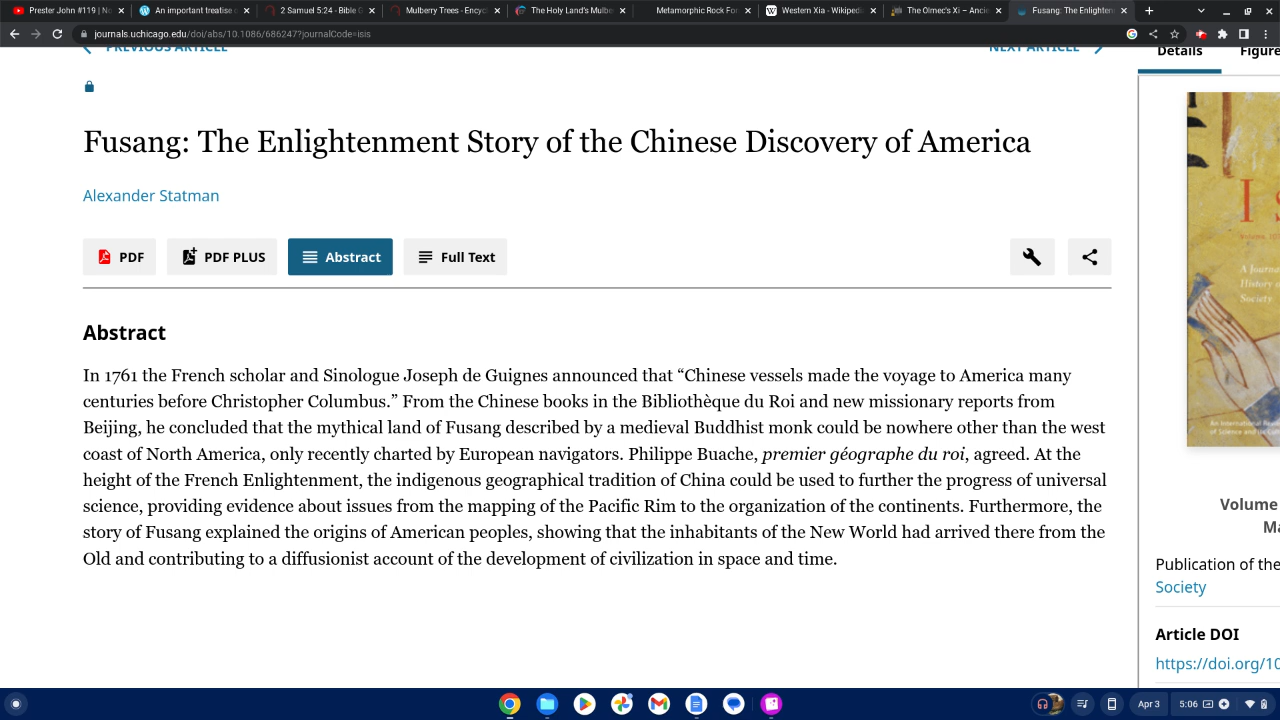 Prester John #119 | No
An important treatise o
2 Samuel 5:24 - Bible G
Mulberry Trees - Encyc
The Holy Land's Mulbe
Metamorphic Rock For
Western Xia - Wikipedi
The Olmec's Xi – Ancie
Fusang: The Enlighten
journals.uchicago.edu/doi/abs/10.1086/686247?journalCode=isis
PREVIOUS ARTICLE
NEXT ARTICLE
Details
Figure
Fusang: The Enlightenment Story of the Chinese Discovery of America
Alexander Statman
PDF
PDF PLUS
Abstract
Full Text
Abstract
In 1761 the French scholar and Sinologue Joseph de Guignes announced that “Chinese vessels made the voyage to America many
centuries before Christopher Columbus.” From the Chinese books in the Bibliothèque du Roi and new missionary reports from
Beijing, he concluded that the mythical land of Fusang described by a medieval Buddhist monk could be nowhere other than the west
coast of North America, only recently charted by European navigators. Philippe Buache, premier géographe du roi, agreed. At the
height of the French Enlightenment, the indigenous geographical tradition of China could be used to further the progress of universal
science, providing evidence about issues from the mapping of the Pacific Rim to the organization of the continents. Furthermore, the
story of Fusang explained the origins of American peoples, showing that the inhabitants of the New World had arrived there from the
Old and contributing to a diffusionist account of the development of civilization in space and time.
I S
A Journa
History o
Society
An International Revi
of Science and its Cult
Volume
Ma
Publication of the
Society
Article DOI
https://doi.org/10
Apr 3
5:06